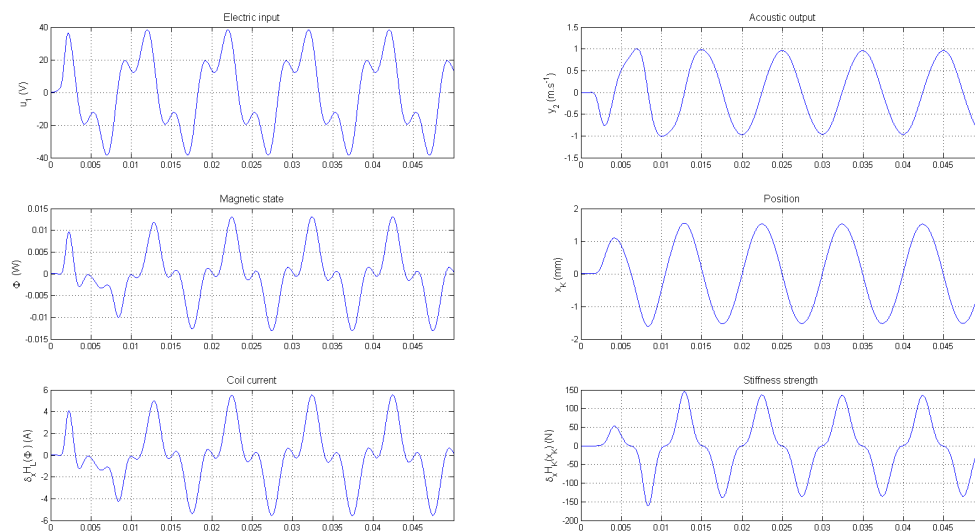 Electric input
u1 (V)
40
20
0
-20
-40
0 0.005 0.01 0.015 0.02 0.025 0.03 0.035 0.04 0.045
Acoustic output
y2 (m.s-1)
1.5
1
0.5
0
-0.5
-1
-1.5
0 0.005 0.01 0.015 0.02 0.025 0.03 0.035 0.04 0.045
Magnetic state
Φ (W)
0.015
0.01
0.005
0
-0.005
-0.01
-0.015
0 0.005 0.01 0.015 0.02 0.025 0.03 0.035 0.04 0.045
Position
xK (mm)
2
1
0
-1
-2
0 0.005 0.01 0.015 0.02 0.025 0.03 0.035 0.04 0.045
Coil current
δxHL(Φ) (A)
6
4
2
0
-2
-4
-6
0 0.005 0.01 0.015 0.02 0.025 0.03 0.035 0.04 0.045
Stiffness strength
δxHK(xK) (N)
150
100
50
0
-50
-100
-150
-200
0 0.005 0.01 0.015 0.02 0.025 0.03 0.035 0.04 0.045